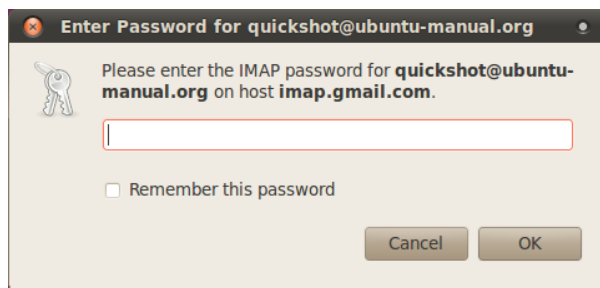 Enter Password for quickshot@ubuntu-manual.org
Please enter the IMAP password for quickshot@ubuntu-
manual.org on host imap.gmail.com.
Remember this password
Cancel OK